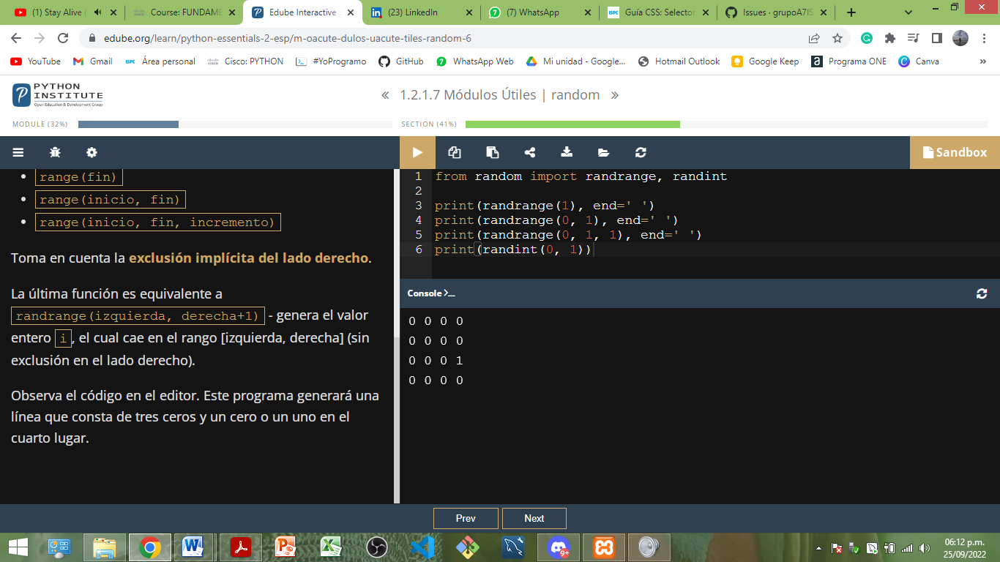 (1) Stay Alive (
Course: FUNDAME
Edube Interactive
(23) LinkedIn
(7) WhatsApp
Guía CSS: Selector
Issues · grupoA7IS
edube.org/learn/python-essentials-2-esp/m-oacute-dulos-uacute-tiles-random-6
YouTube
Gmail
ISPC Área personal
Cisco: PYTHON
#YoProgramo
GitHub
WhatsApp Web
Mi unidad - Google...
Hotmail Outlook
Google Keep
Programa ONE
Canva
»
PYTHON
INSTITUTE
Open Education & Development Group
« 1.2.1.7 Módulos Útiles | random »
MODULE (32%)
SECTION (41%)
Sandbox
• range(fin)
• range(inicio, fin)
• range(inicio, fin, incremento)
Toma en cuenta la exclusión implícita del lado derecho.
La última función es equivalente a
randrange(izquierda, derecha+1) - genera el valor
entero i, el cual cae en el rango [izquierda, derecha] (sin
exclusión en el lado derecho).
Observa el código en el editor. Este programa generará una
línea que consta de tres ceros y un cero o un uno en el
cuarto lugar.
1 from random import randrange, randint
2
3 print(randrange(1), end=' ')
4 print(randrange(0, 1), end=' ')
5 print(randrange(0, 1, 1), end=' ')
6 print(randint(0, 1))
Console >_
0 0 0 0
0 0 0 0
0 0 0 1
0 0 0 0
Prev
Next
9+
06:12 p.m.
25/09/2022